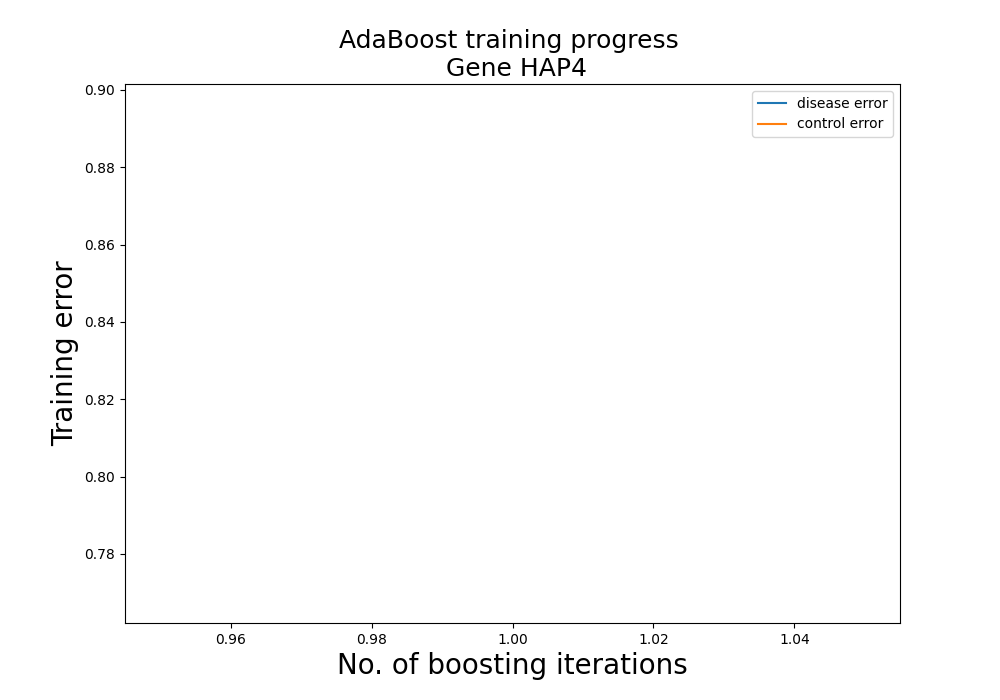 AdaBoost training progress
Gene HAP4
disease error
control error
Training error
0.90
0.88
0.86
0.84
0.82
0.80
0.78
0.96
0.98
1.00
1.02
1.04
No. of boosting iterations